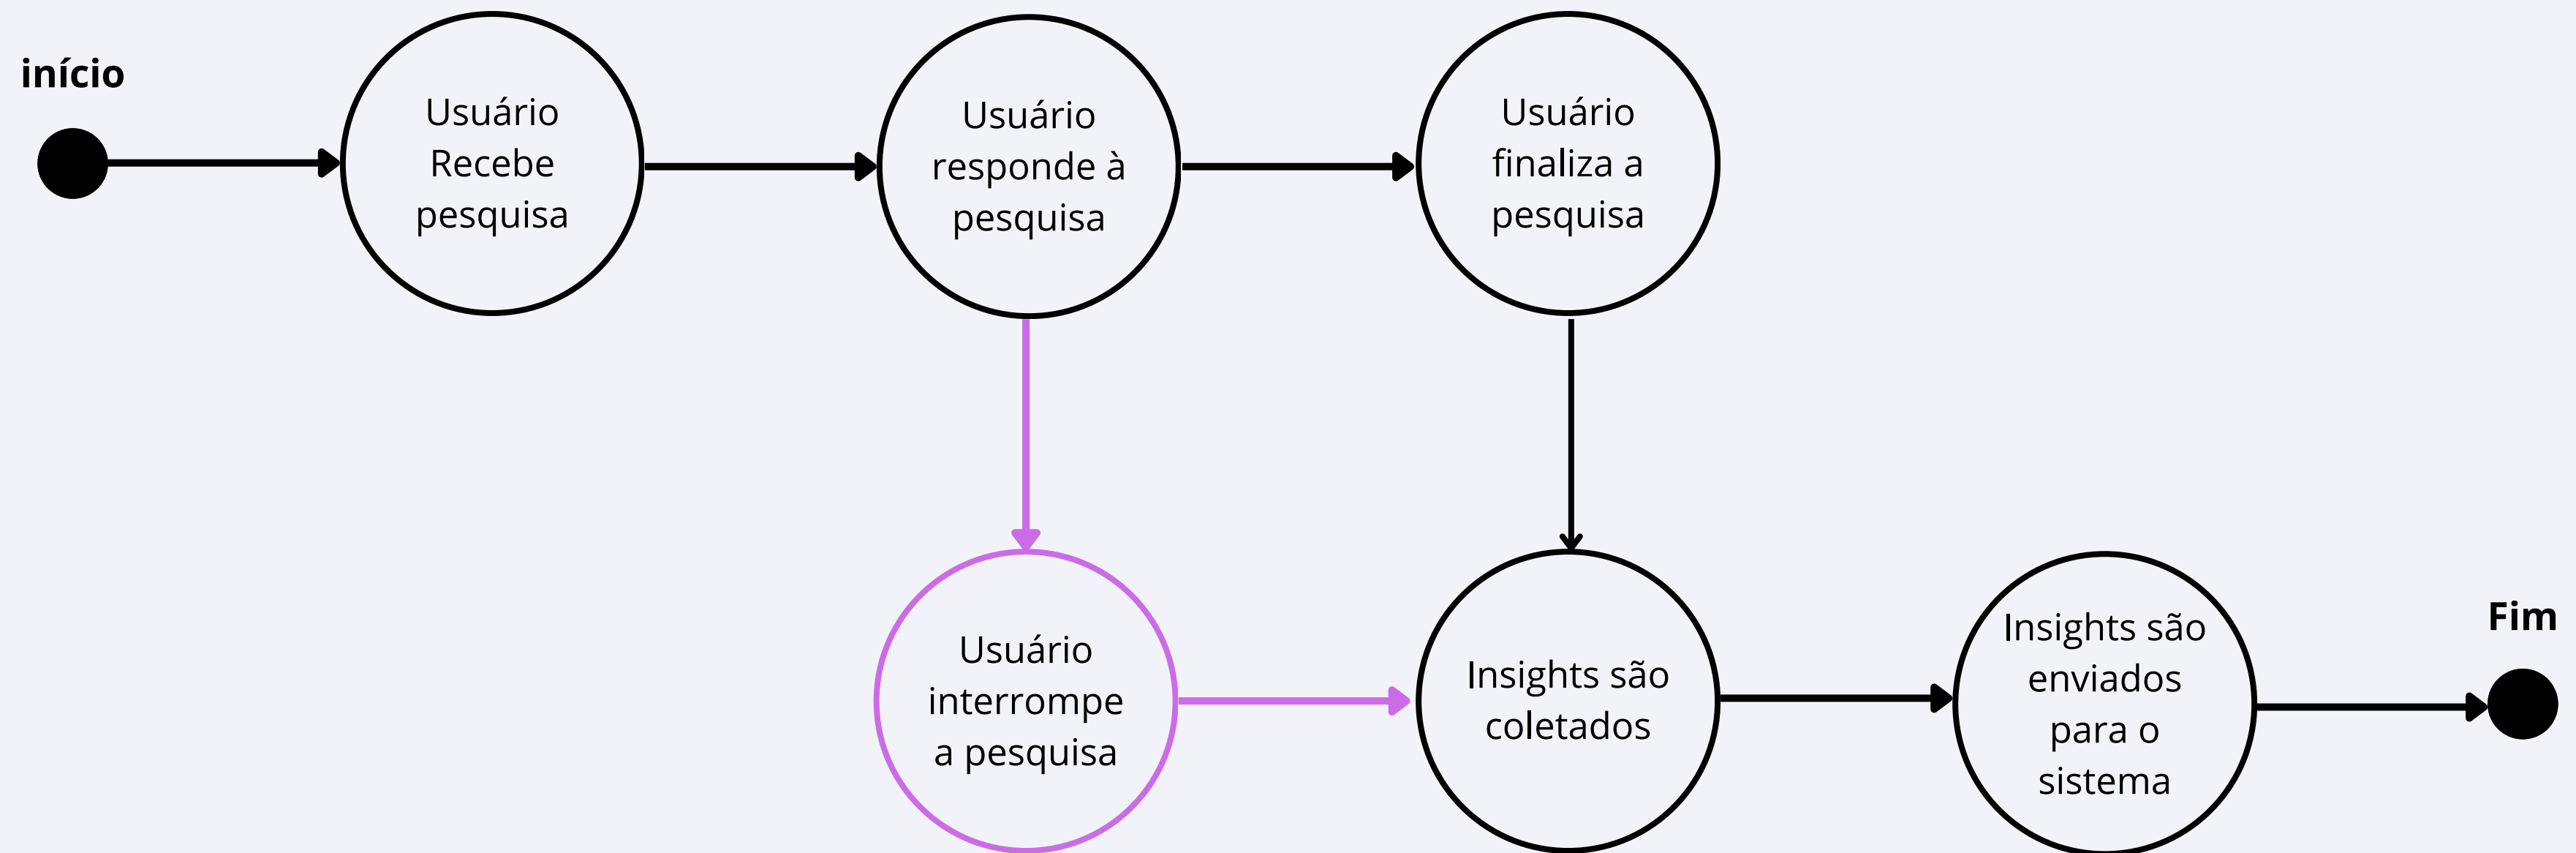 início
Usuário
Recebe
pesquisa
Usuário
responde à
pesquisa
Usuário
finaliza a
pesquisa
Usuário
interrompe
a pesquisa
Insights são
coletados
Insights são
enviados
para o
sistema
Fim